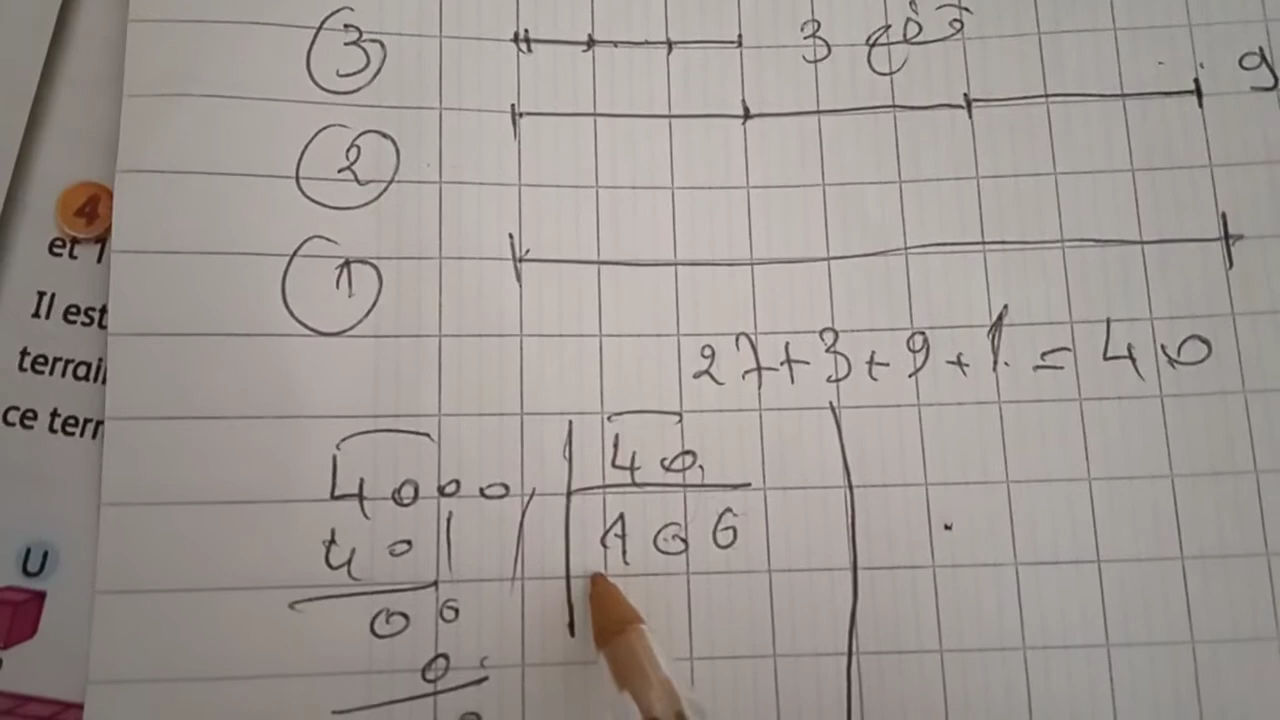 3
3
9
2
1
27+3+9+1=40
4000, 40
40 100
00
0
4
et 1
Il est
terrai
ce terr
U